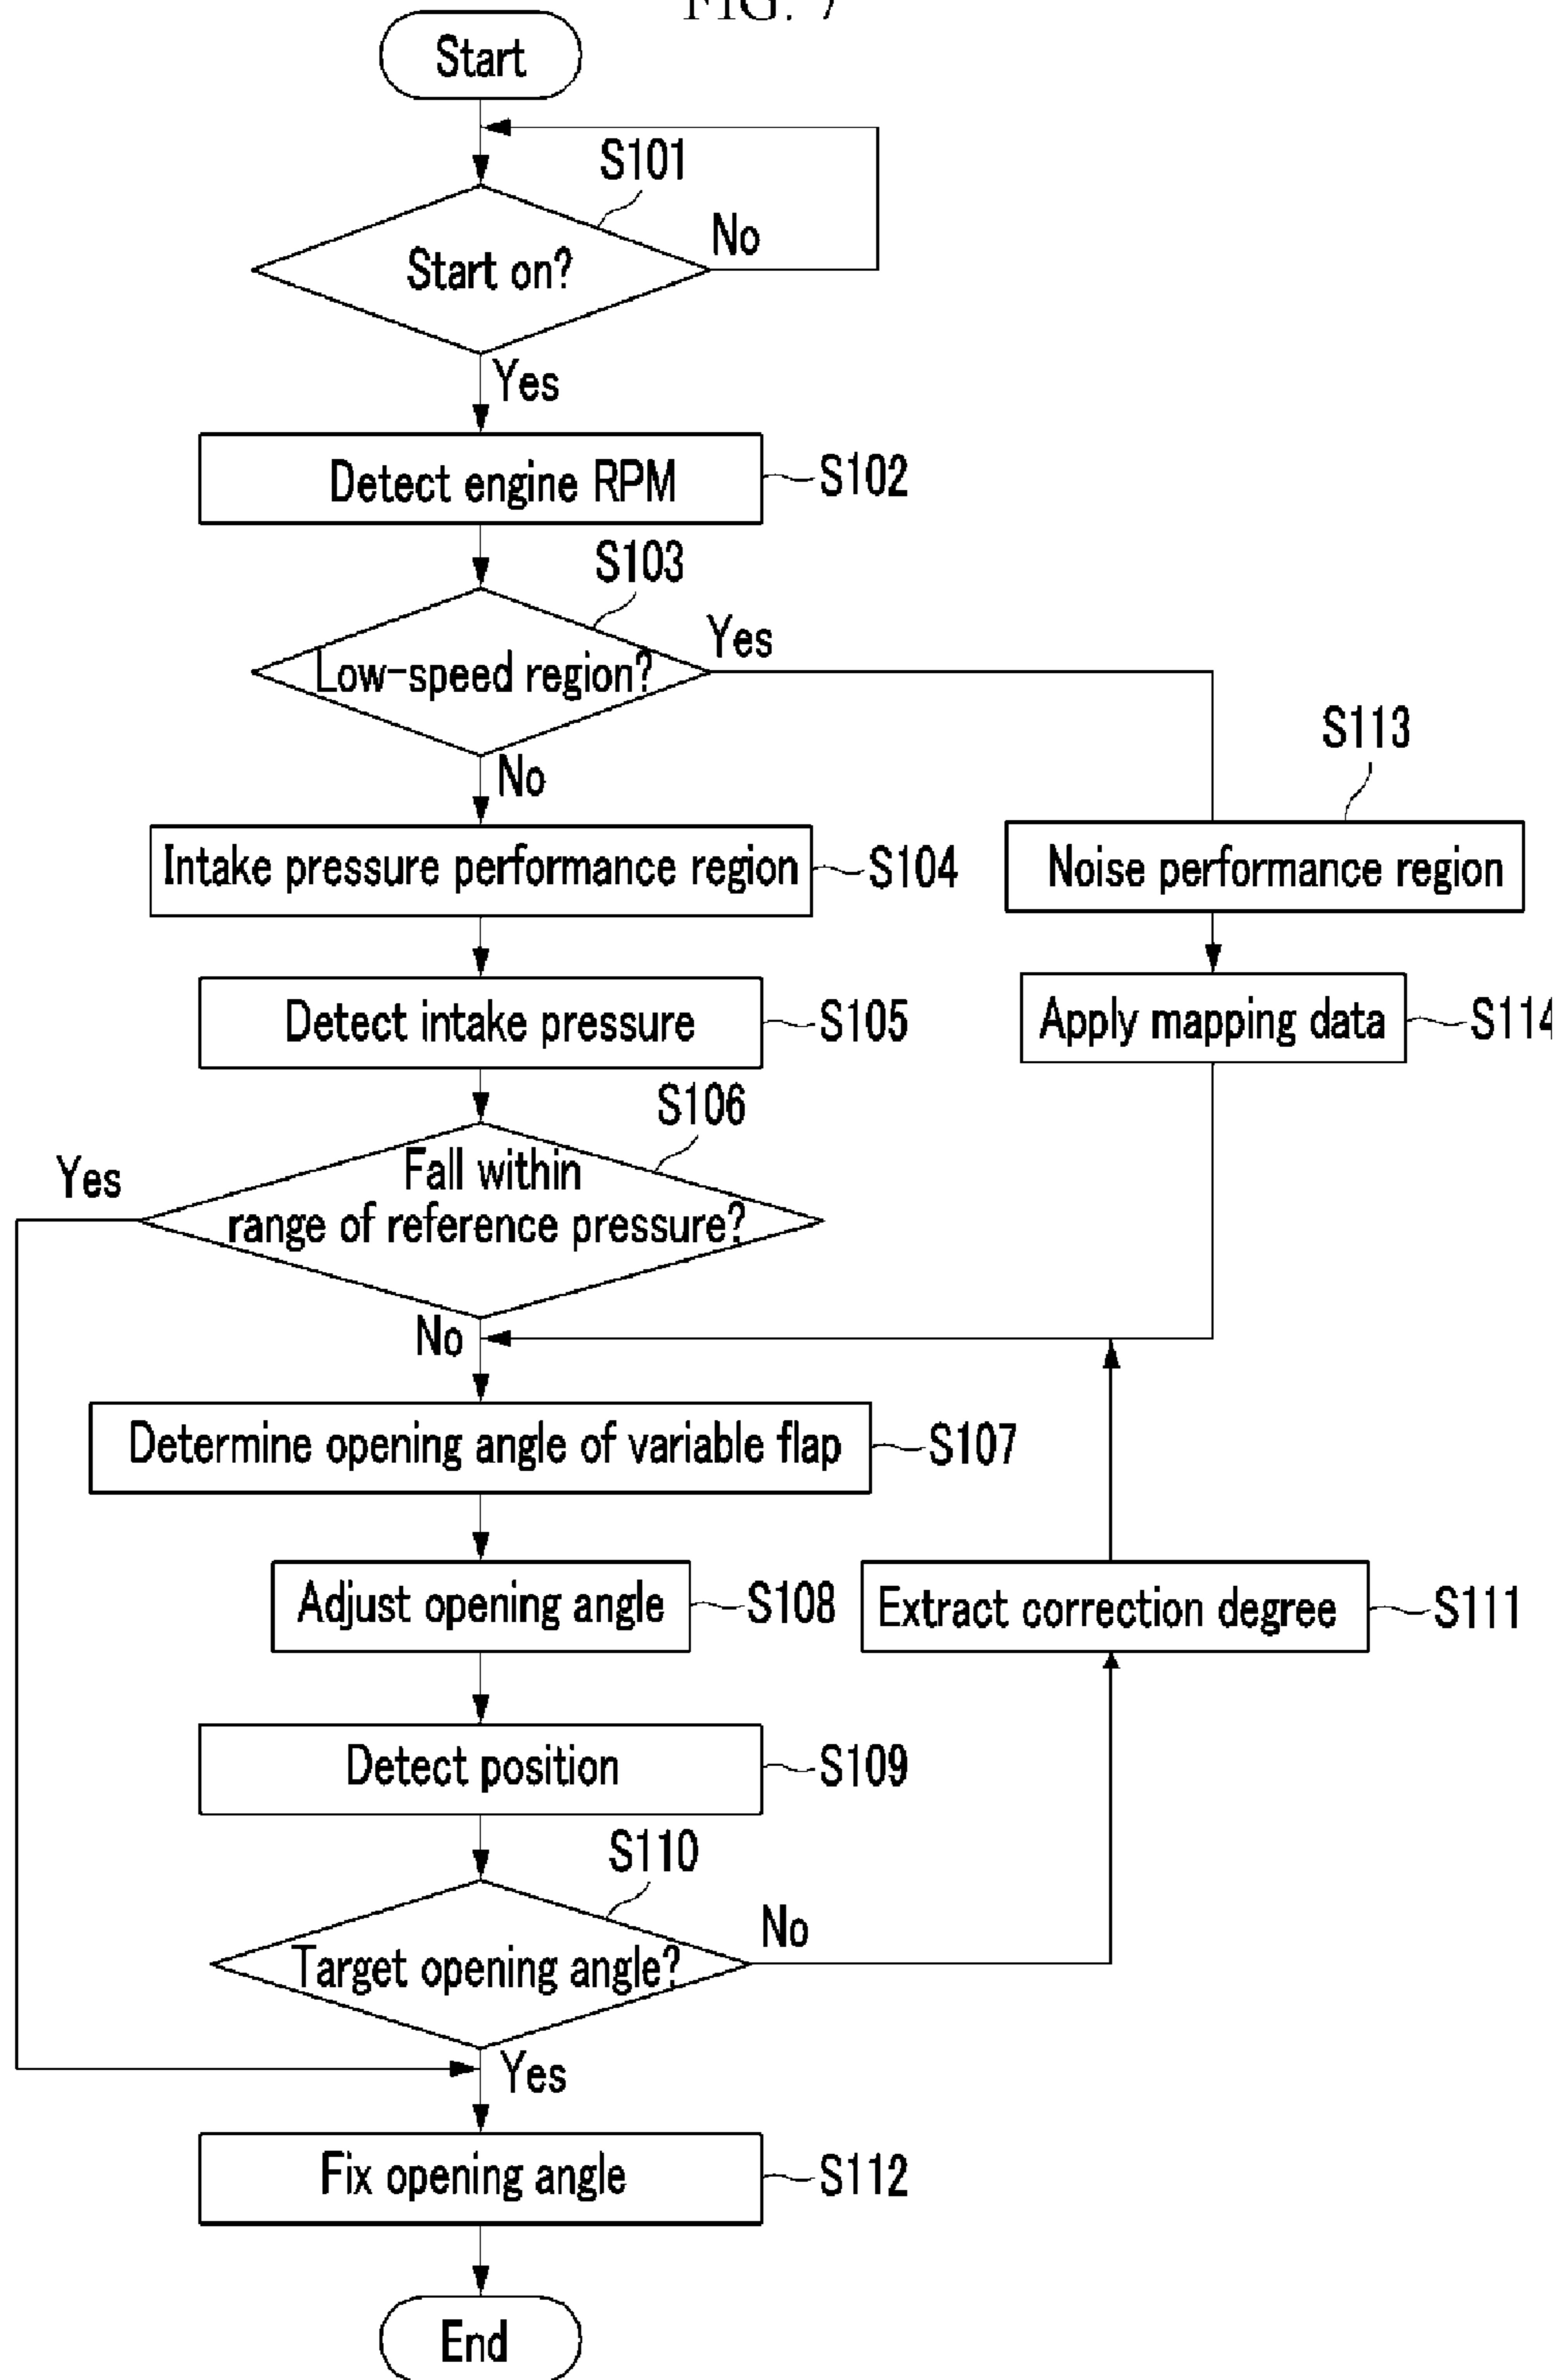 FIG. 7
Start
S101
Start on?
No
Yes
Detect engine RPM
S102
S103
Low-speed region?
Yes
No
S113
Intake pressure performance region
S104
Noise performance region
Detect intake pressure
S105
Apply mapping data
S114
S106
Yes
Fall within
range of reference pressure?
No
Determine opening angle of variable flap
S107
Adjust opening angle
S108
Extract correction degree
S111
Detect position
S109
S110
Target opening angle?
No
Yes
Fix opening angle
S112
End